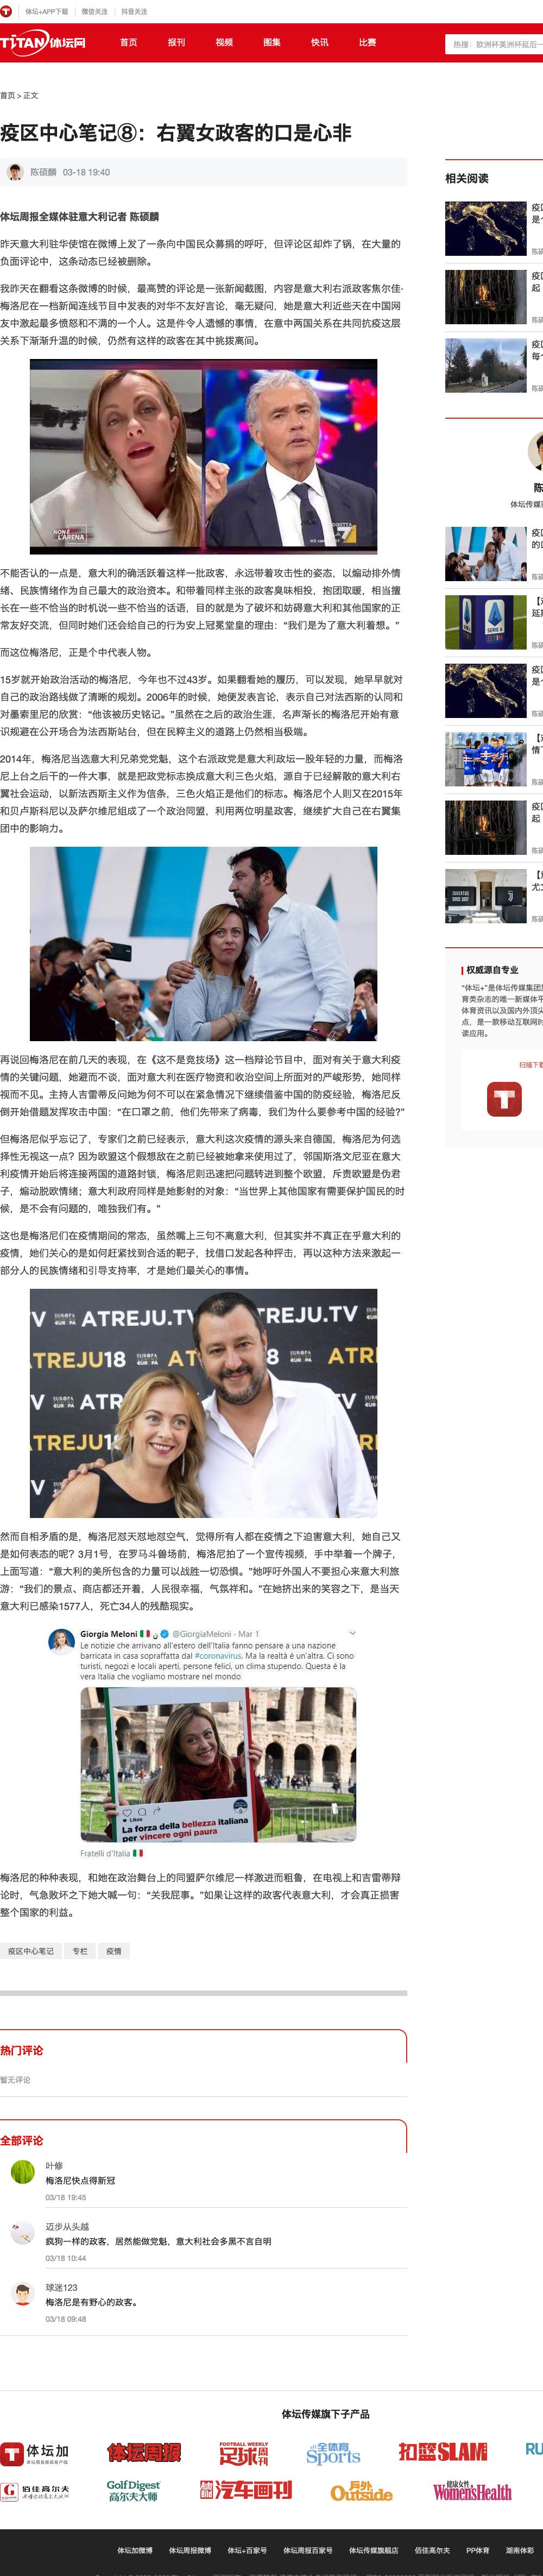 体坛+APP下载 微信关注 抖音关注
TiTAN体坛网 首页 报刊 视频 图集 快讯 比赛 热搜：欧洲杯美洲杯延后一
首页 > 正文
疫区中心笔记⑧：右翼女政客的口是心非
陈硕麟 03-18 19:40
体坛周报全媒体驻意大利记者 陈硕麟
昨天意大利驻华使馆在微博上发了一条向中国民众募捐的呼吁，但评论区却炸了锅，在大量的
负面评论中，这条动态已经被删除。
我昨天在翻看这条微博的时候，最高赞的评论是一张新闻截图，内容是意大利右派政客焦尔佳·
梅洛尼在一档新闻连线节目中发表的对华不友好言论，毫无疑问，她是意大利近些天在中国网
友中激起最多愤怒和不满的一个人。这是件令人遗憾的事情，在意中两国关系在共同抗疫这层
关系下渐渐升温的时候，仍然有这样的政客在其中挑拨离间。
NON È L'ARENA
不能否认的一点是，意大利的确活跃着这样一批政客，永远带着攻击性的姿态，以煽动排外情
绪、民族情绪作为自己最大的政治资本。和带着同样主张的政客臭味相投，抱团取暖，相当擅
长在一些不恰当的时机说一些不恰当的话语，目的就是为了破坏和妨碍意大利和其他国家的正
常友好交流，但同时她们还会给自己的行为安上冠冕堂皇的理由：“我们是为了意大利着想。”
而这位梅洛尼，正是个中代表人物。
15岁就开始政治活动的梅洛尼，今年也不过43岁。如果翻看她的履历，可以发现，她早早就对
自己的政治路线做了清晰的规划。2006年的时候，她便发表言论，表示自己对法西斯的认同和
对墨索里尼的欣赏：“他该被历史铭记。”虽然在之后的政治生涯，名声渐长的梅洛尼开始有意
识规避在公开场合为法西斯站台，但在民粹主义的道路上仍然相当极端。
2014年，梅洛尼当选意大利兄弟党党魁，这个右派政党是意大利政坛一股年轻的力量，而梅洛
尼上台之后干的一件大事，就是把政党标志换成意大利三色火焰，源自于已经解散的意大利右
翼社会运动，以新法西斯主义作为信条，三色火焰正是他们的标志。梅洛尼个人则又在2015年
和贝卢斯科尼以及萨尔维尼组成了一个政治同盟，利用两位明星政客，继续扩大自己在右翼集
团中的影响力。
再说回梅洛尼在前几天的表现，在《这不是竞技场》这一档辩论节目中，面对有关于意大利疫
情的关键问题，她避而不谈，面对意大利在医疗物资和收治空间上所面对的严峻形势，她同样
视而不见。主持人吉雷蒂反问她为何不可以在紧急情况下继续借鉴中国的防疫经验，梅洛尼反
倒开始借题发挥攻击中国：“在口罩之前，他们先带来了病毒，我们为什么要参考中国的经验?”
但梅洛尼似乎忘记了，专家们之前已经表示，意大利这次疫情的源头来自德国，梅洛尼为何选
择性无视这一点？因为欧盟这个假想敌在之前已经被她拿来使用过了，邻国斯洛文尼亚在意大
利疫情开始后将连接两国的道路封锁，梅洛尼则迅速把问题转进到整个欧盟，斥责欧盟是伪君
子，煽动脱欧情绪；意大利政府同样是她影射的对象：“当世界上其他国家有需要保护国民的时
候，是不会有问题的，唯独我们有。”
这也是梅洛尼们在疫情期间的常态，虽然嘴上三句不离意大利，但其实并不真正在乎意大利的
疫情，她们关心的是如何赶紧找到合适的靶子，找借口发起各种抨击，再以这种方法来激起一
部分人的民族情绪和引导支持率，才是她们最关心的事情。
ATREJU.TV
ATREJU18 EUROPA VS EUROPA ATREJU18
然而自相矛盾的是，梅洛尼怼天怼地怼空气，觉得所有人都在疫情之下迫害意大利，她自己又
是如何表态的呢？3月1号，在罗马斗兽场前，梅洛尼拍了一个宣传视频，手中举着一个牌子，
上面写道：“意大利的美所包含的力量可以战胜一切恐惧。”她呼吁外国人不要担心来意大利旅
游：“我们的景点、商店都还开着，人民很幸福，气氛祥和。”在她挤出来的笑容之下，是当天
意大利已感染1577人，死亡34人的残酷现实。
Giorgia Meloni @GiorgiaMeloni · Mar 1
Le notizie che arrivano all'estero dell'Italia fanno pensare a una nazione
barricata in casa sopraffatta dal #coronavirus. Ma la realtà è un'altra. Ci sono
turisti, negozi e locali aperti, persone felici, un clima stupendo. Questa è la
vera Italia che vogliamo mostrare nel mondo
Likes
La forza della bellezza italiana
per vincere ogni paura
Fratelli d'Italia
梅洛尼的种种表现，和她在政治舞台上的同盟萨尔维尼一样激进而粗鲁，在电视上和吉雷蒂辩
论时，气急败坏之下她大喊一句：“关我屁事。”如果让这样的政客代表意大利，才会真正损害
整个国家的利益。
疫区中心笔记 专栏 疫情
热门评论
暂无评论
全部评论
叶修
梅洛尼快点得新冠
03/18 19:45
迈步从头越
疯狗一样的政客，居然能做党魁，意大利社会多黑不言自明
03/18 10:44
球迷123
梅洛尼是有野心的政客。
03/18 09:48
相关阅读
疫区
是个
陈硕
疫区
起
陈硕
疫区
每个
陈硕
陈
体坛传媒
疫区
的口
陈硕
延期
陈硕
疫区
是个
陈硕
情下
陈硕
疫区
起
陈硕
尤文
陈硕
权威源自专业
“体坛+”是体坛传媒集团旗
育类杂志的唯一新媒体平
体育资讯以及国内外顶尖
点，是一款移动互联网时
读应用。
扫描下载
体坛传媒旗下子产品
体坛加 体坛周报 FOOTBALL WEEKLY 足球周刊 全体育 Sports 扣篮SLAM RU
佰佳高尔夫 Golf Digest 高尔夫大师 汽车画刊 户外 Outside 健康女性 Women'sHealth
体坛加微博 体坛周报微博 体坛+百家号 体坛周报百家号 体坛传媒旗舰店 佰佳高尔夫 PP体育 湖南体彩